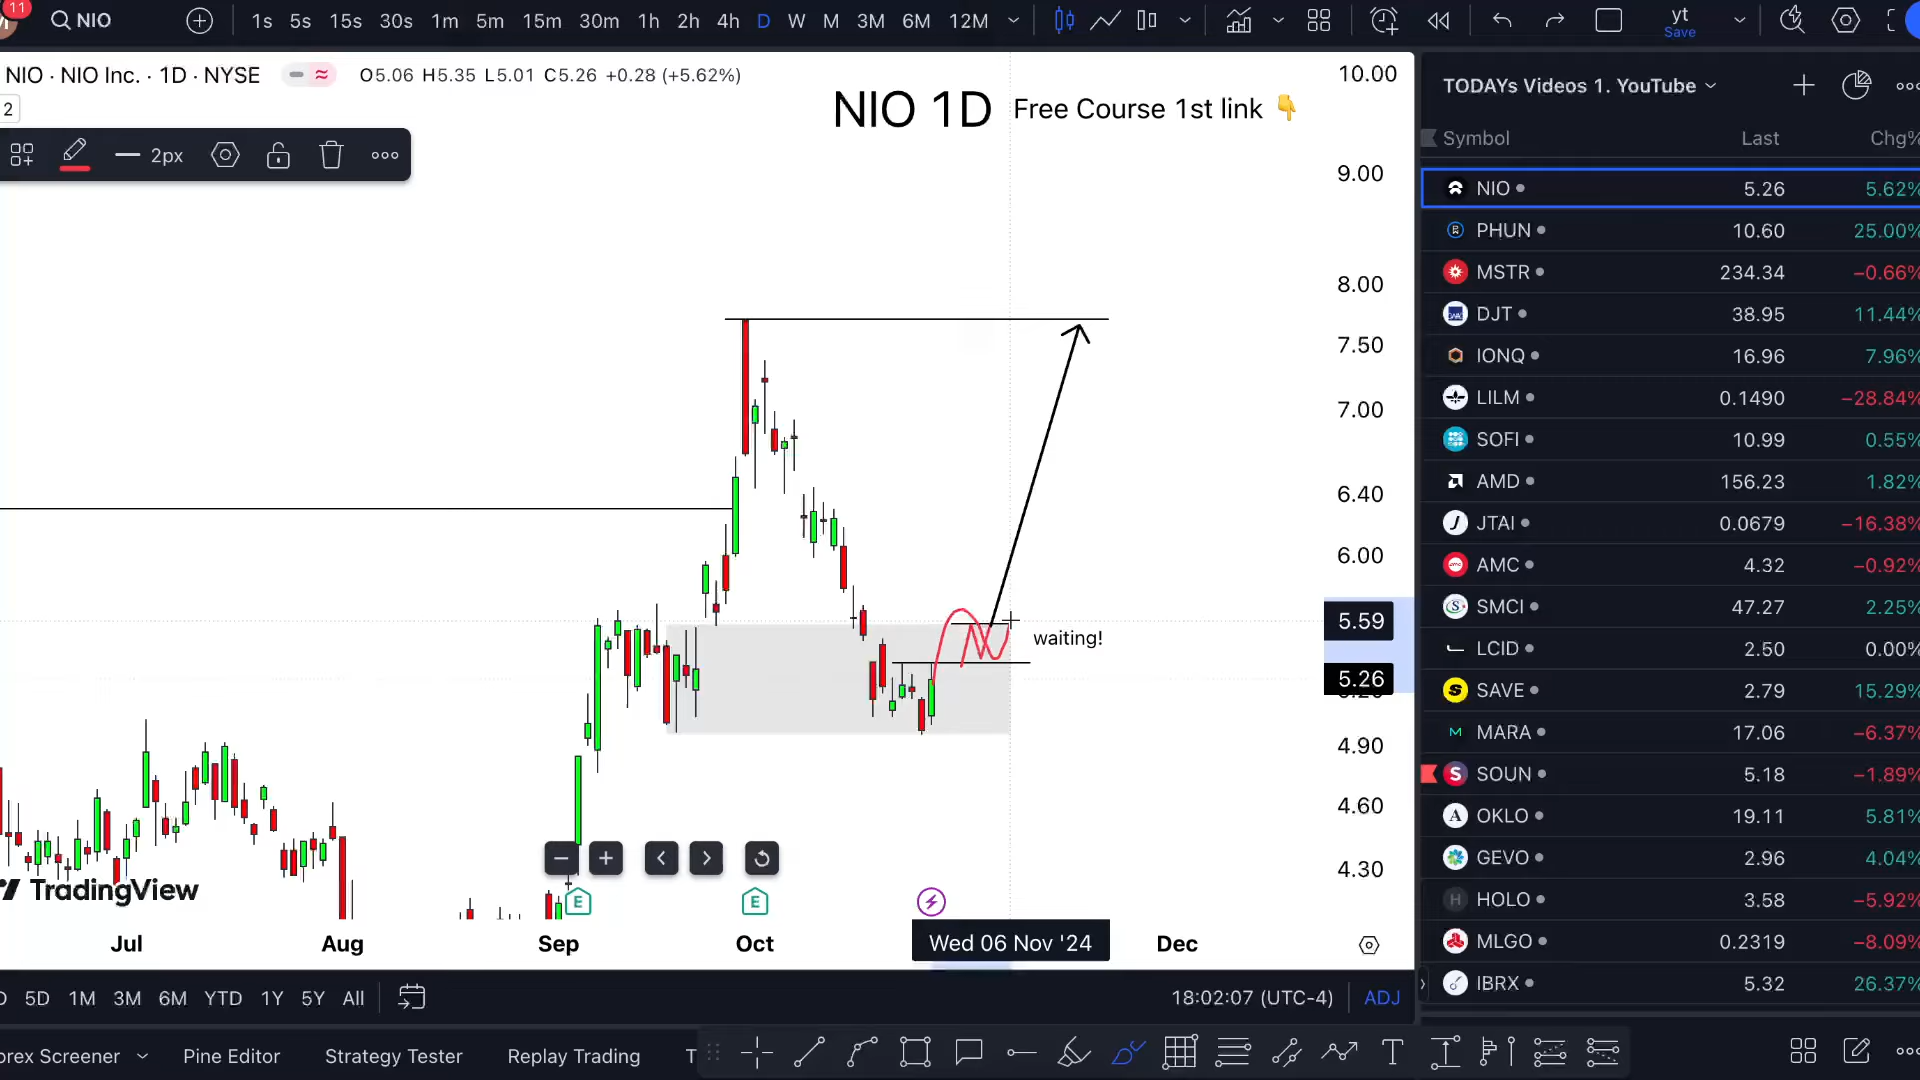 11
NIO
1s 5s 15s 30s 1m 5m 15m 30m 1h 2h 4h D W M 3M 6M 12M
yt
Save
NIO · NIO Inc. · 1D · NYSE O5.06 H5.35 L5.01 C5.26 +0.28 (+5.62%)
2
NIO 1D Free Course 1st link 👇
2px
waiting!
10.00
9.00
8.00
7.50
7.00
6.40
6.00
5.59
5.26
4.90
4.60
4.30
TradingView
E E
Jul Aug Sep Oct Wed 06 Nov '24 Dec
5D 1M 3M 6M YTD 1Y 5Y All
18:02:07 (UTC-4) ADJ
orex Screener Pine Editor Strategy Tester Replay Trading T
TODAYs Videos 1. YouTube
Symbol Last Chg%
NIO 5.26 5.62%
PHUN 10.60 25.00%
MSTR 234.34 −0.66%
DJT 38.95 11.44%
IONQ 16.96 7.96%
LILM 0.1490 −28.84%
SOFI 10.99 0.55%
AMD 156.23 1.82%
JTAI 0.0679 −16.38%
AMC 4.32 −0.92%
SMCI 47.27 2.25%
LCID 2.50 0.00%
SAVE 2.79 15.29%
MARA 17.06 −6.37%
SOUN 5.18 −1.89%
OKLO 19.11 5.81%
GEVO 2.96 4.04%
HOLO 3.58 −5.92%
MLGO 0.2319 −8.09%
IBRX 5.32 26.37%